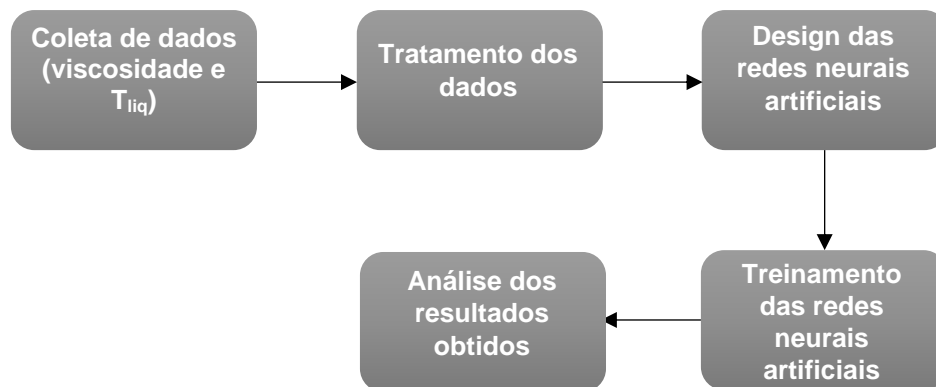 Coleta de dados
(viscosidade e
Tliq)
Tratamento dos
dados
Design das
redes neurais
artificiais
Treinamento
das redes
neurais
artificiais
Análise dos
resultados
obtidos